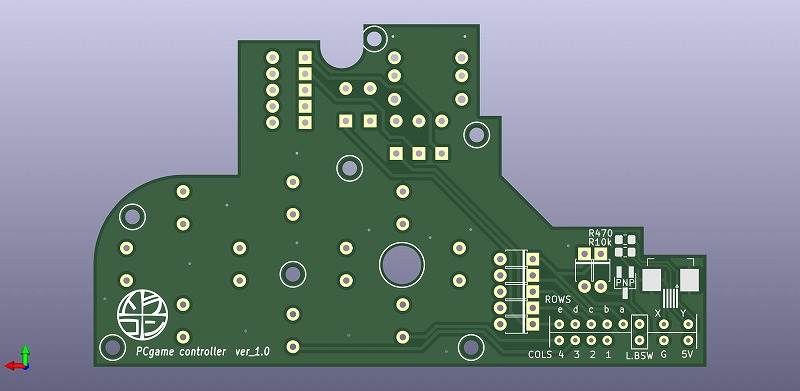 R470
R10k
PNP
ROWS
X Y
e d c b a
COLS 4 3 2 1 L.BSW G 5V
PCgame controller ver_1.0